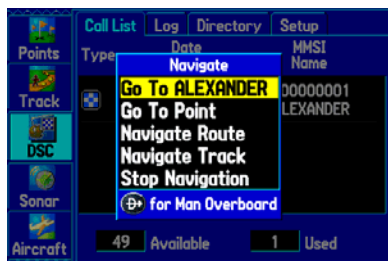 Call List Log Directory Setup
Points
Type
Date
MMSI
Name
Navigate
Go To ALEXANDER
Go To Point
Navigate Route
Navigate Track
Stop Navigation
for Man Overboard
00000001
LEXANDER
Track
DSC
Sonar
Aircraft
49 Available 1 Used